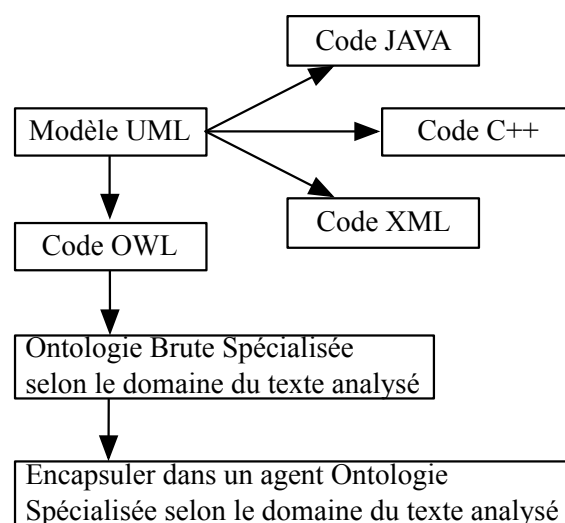 Code JAVA
Modèle UML
Code C++
Code XML
Code OWL
Ontologie Brute Spécialisée
selon le domaine du texte analysé
Encapsuler dans un agent Ontologie
Spécialisée selon le domaine du texte analysé